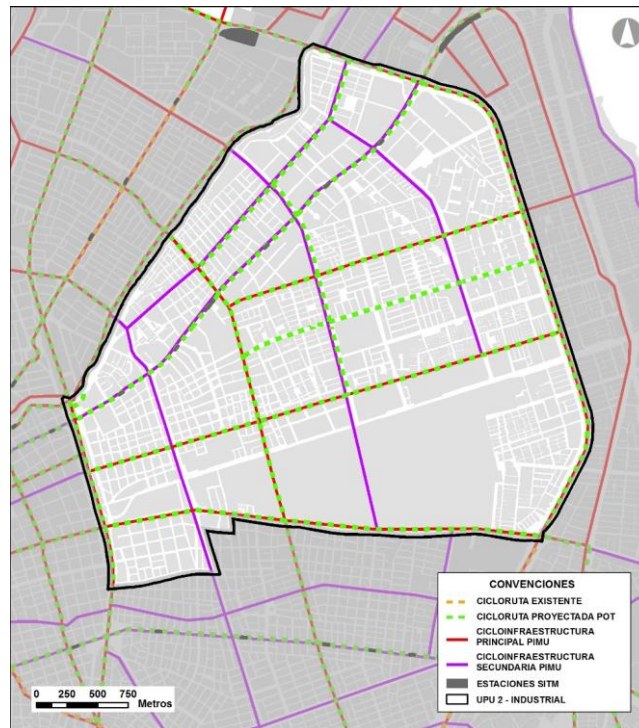 CONVENCIONES
CICLORUTA EXISTENTE
CICLORUTA PROYECTADA POT
CICLOINFRAESTRUCTURA
PRINCIPAL PIMU
CICLOINFRAESTRUCTURA
SECUNDARIA PIMU
ESTACIONES SITM
UPU 2 - INDUSTRIAL
0 250 500 750
Metros